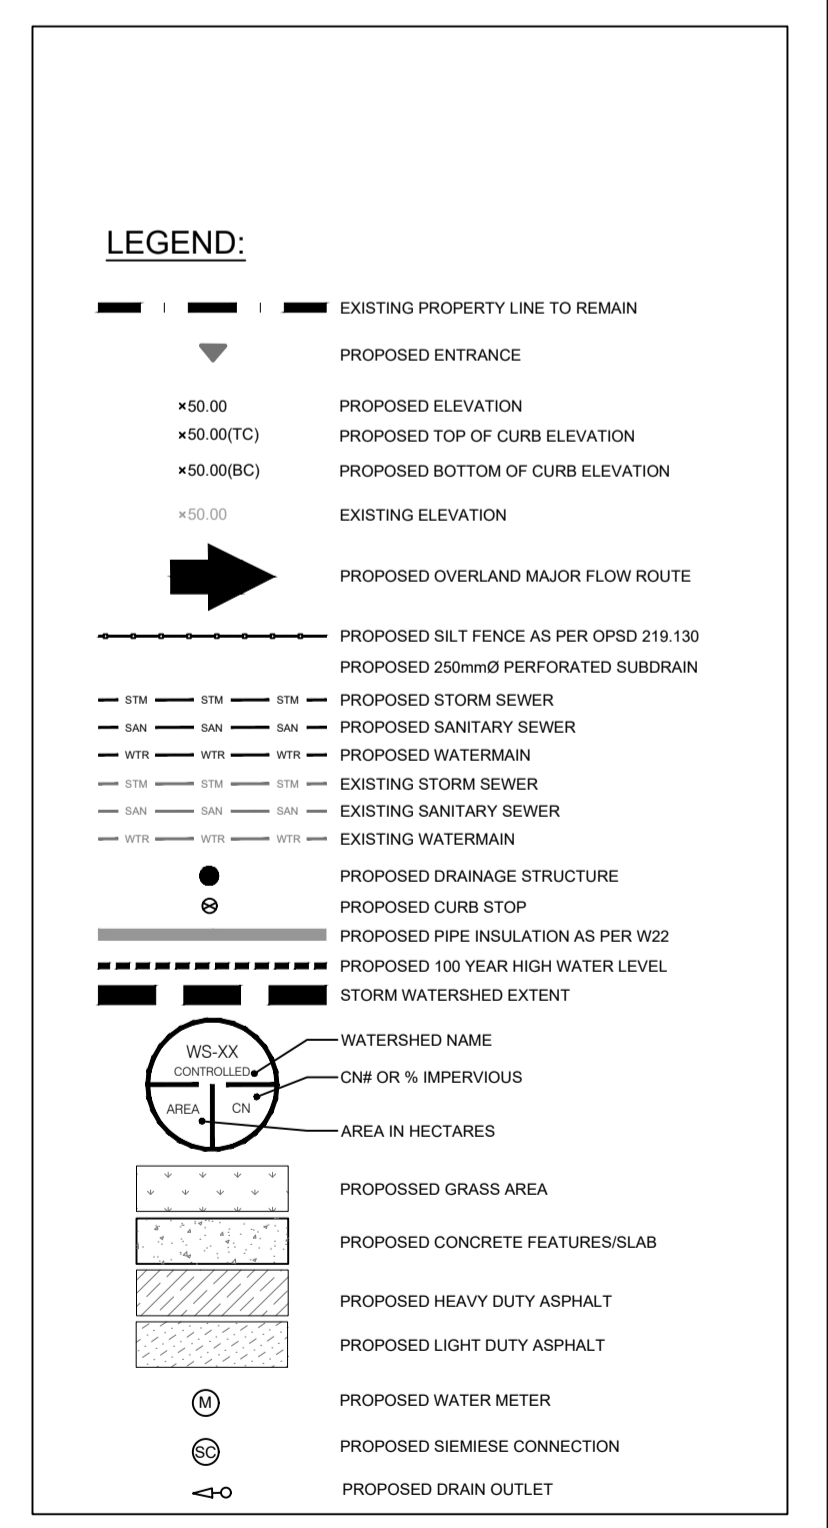 LEGEND:
EXISTING PROPERTY LINE TO REMAIN
PROPOSED ENTRANCE
×50.00 PROPOSED ELEVATION
×50.00(TC) PROPOSED TOP OF CURB ELEVATION
×50.00(BC) PROPOSED BOTTOM OF CURB ELEVATION
×50.00 EXISTING ELEVATION
PROPOSED OVERLAND MAJOR FLOW ROUTE
PROPOSED SILT FENCE AS PER OPSD 219.130
PROPOSED 250mmØ PERFORATED SUBDRAIN
STM STM STM PROPOSED STORM SEWER
SAN SAN SAN PROPOSED SANITARY SEWER
WTR WTR WTR PROPOSED WATERMAIN
STM STM STM EXISTING STORM SEWER
SAN SAN SAN EXISTING SANITARY SEWER
WTR WTR WTR EXISTING WATERMAIN
PROPOSED DRAINAGE STRUCTURE
PROPOSED CURB STOP
PROPOSED PIPE INSULATION AS PER W22
PROPOSED 100 YEAR HIGH WATER LEVEL
STORM WATERSHED EXTENT
WATERSHED NAME
WS-XX
CONTROLLED
CN# OR % IMPERVIOUS
AREA CN
AREA IN HECTARES
PROPOSSED GRASS AREA
PROPOSED CONCRETE FEATURES/SLAB
PROPOSED HEAVY DUTY ASPHALT
PROPOSED LIGHT DUTY ASPHALT
M PROPOSED WATER METER
SC PROPOSED SIEMIESE CONNECTION
PROPOSED DRAIN OUTLET